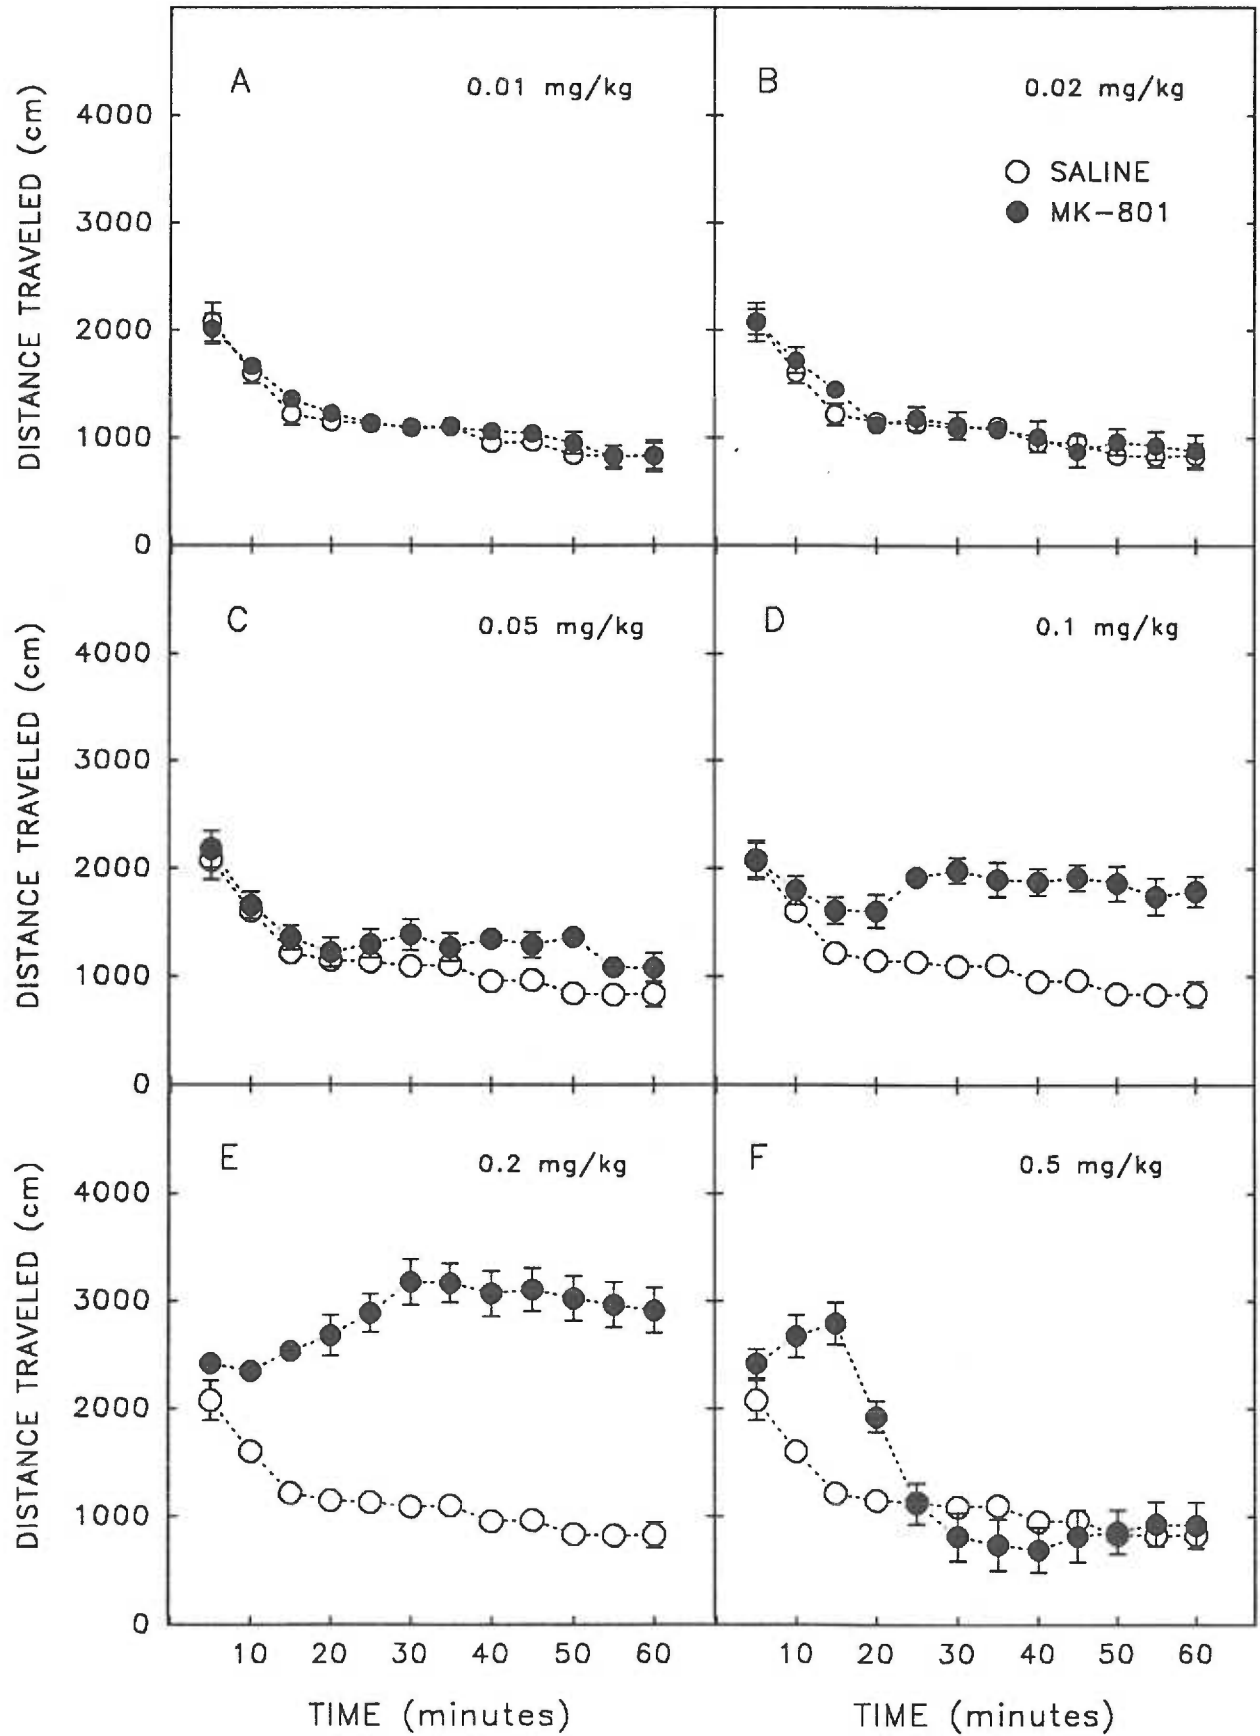 A 0.01 mg/kg
B 0.02 mg/kg
SALINE
MK-801
DISTANCE TRAVELED (cm)
4000
3000
2000
1000
0
C 0.05 mg/kg
D 0.1 mg/kg
DISTANCE TRAVELED (cm)
4000
3000
2000
1000
0
E 0.2 mg/kg
F 0.5 mg/kg
DISTANCE TRAVELED (cm)
4000
3000
2000
1000
0
10 20 30 40 50 60
10 20 30 40 50 60
TIME (minutes)
TIME (minutes)